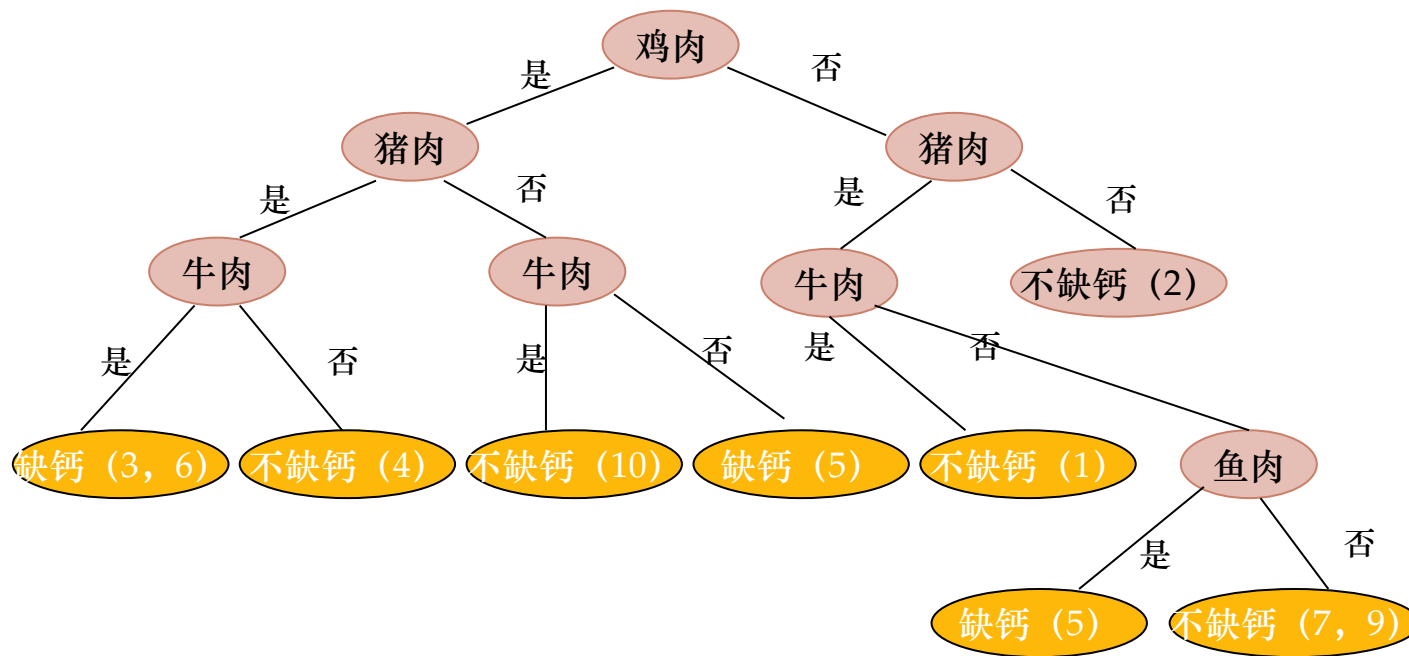 鸡肉
是
否
猪肉
猪肉
是
否
是
否
牛肉
牛肉
牛肉
不缺钙（2）
是
否
是
否
是
否
缺钙（3，6）
不缺钙（4）
不缺钙（10）
缺钙（5）
不缺钙（1）
鱼肉
是
否
缺钙（5）
不缺钙（7，9）